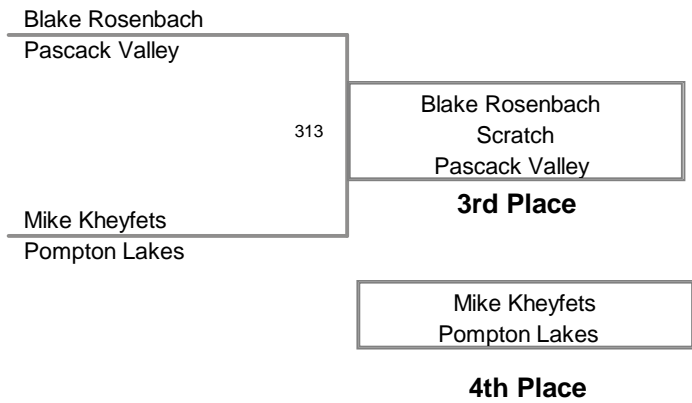 Blake Rosenbach
Pascack Valley
313
Blake Rosenbach
Scratch
Pascack Valley
3rd Place
Mike Kheyfets
Pompton Lakes
Mike Kheyfets
Pompton Lakes
4th Place